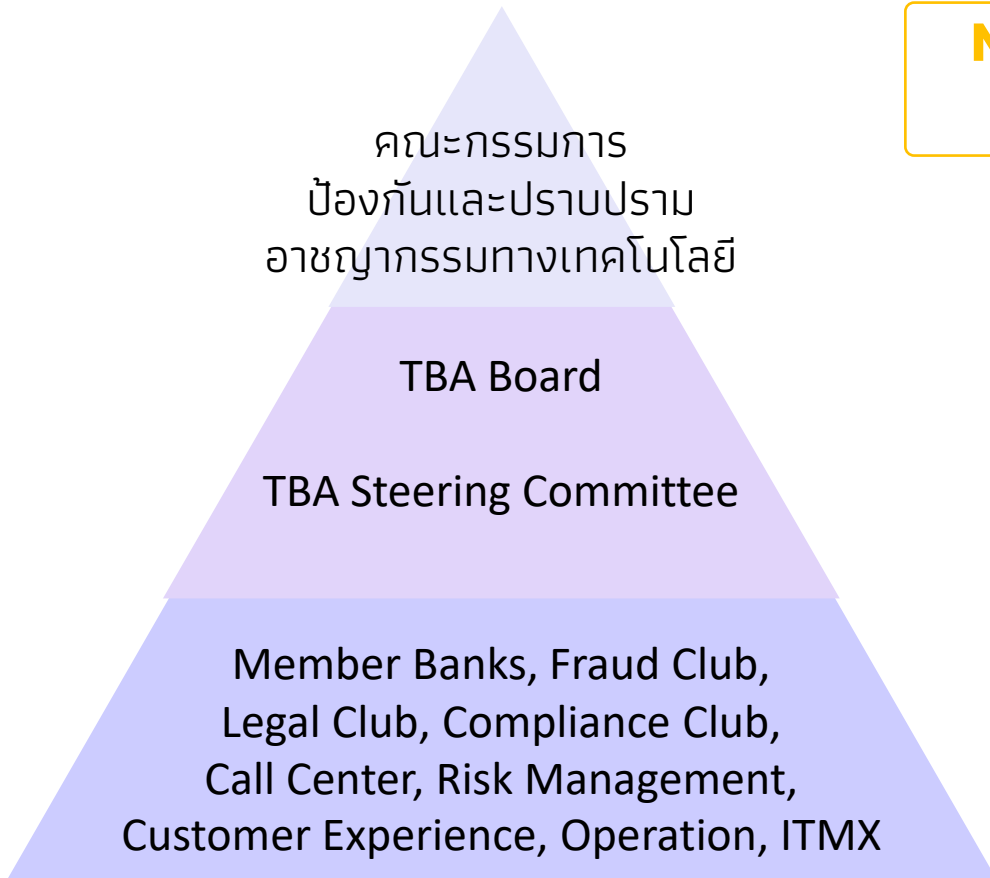 คณะกรรมการ
ป้องกันและปราบปราม
อาชญากรรมทางเทคโนโลยี
TBA Board
TBA Steering Committee
Member Banks, Fraud Club,
Legal Club, Compliance Club,
Call Center, Risk Management,
Customer Experience, Operation, ITMX